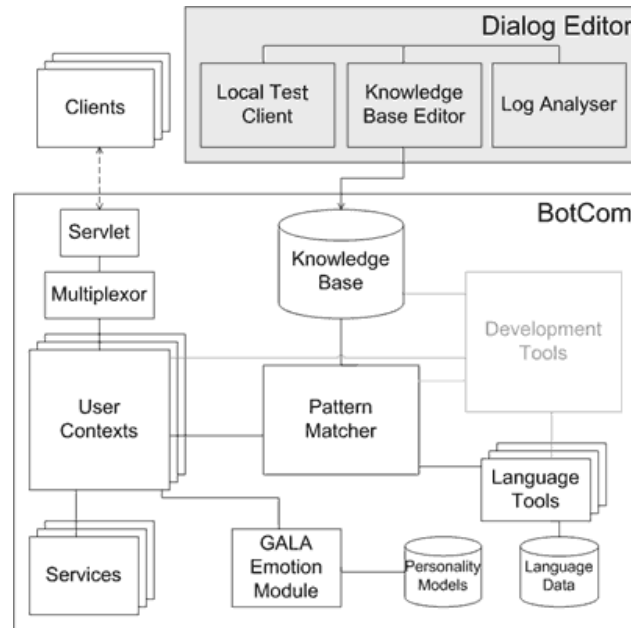 Dialog Editor
Local Test
Client
Knowledge
Base Editor
Log Analyser
Clients
BotCom
Servlet
Multiplexor
Knowledge
Base
Development
Tools
User
Contexts
Pattern
Matcher
Language
Tools
Services
GALA
Emotion
Module
Personality
Models
Language
Data